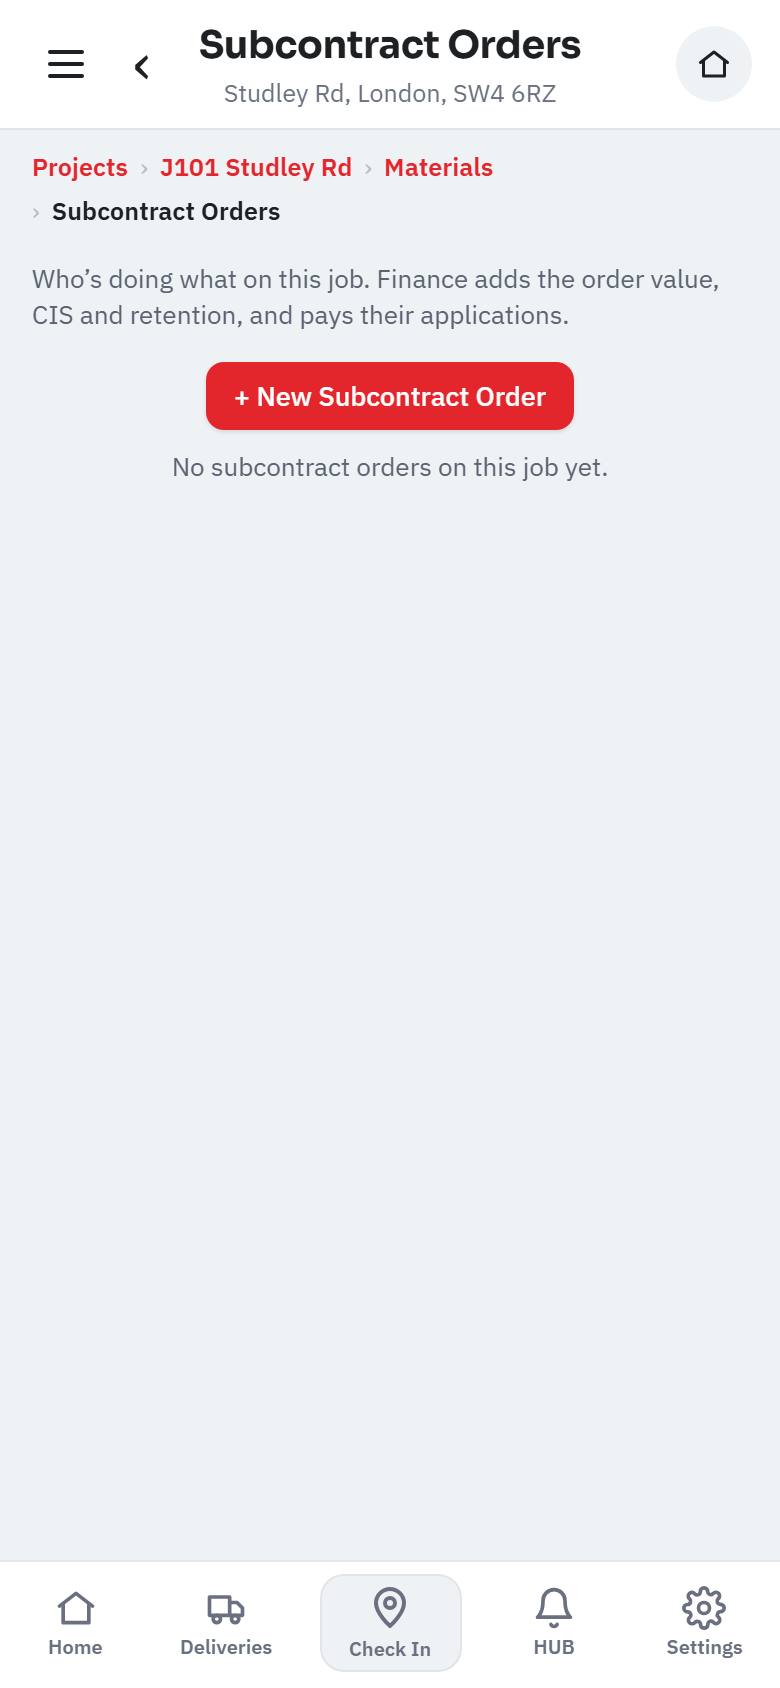 Subcontract Orders
Studley Rd, London, SW4 6RZ
Projects › J101 Studley Rd › Materials
› Subcontract Orders
Who’s doing what on this job. Finance adds the order value,
CIS and retention, and pays their applications.
+ New Subcontract Order
No subcontract orders on this job yet.
Home
Deliveries
Check In
HUB
Settings